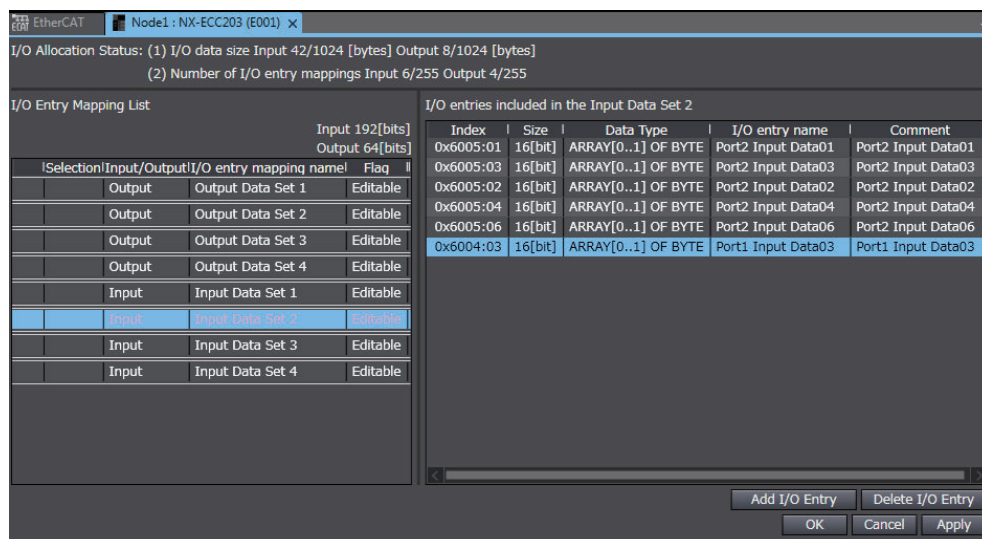 EtherCAT Node1 : NX-ECC203 (E001) x
I/O Allocation Status: (1) I/O data size Input 42/1024 [bytes] Output 8/1024 [bytes]
(2) Number of I/O entry mappings Input 6/255 Output 4/255
I/O Entry Mapping List
Input 192[bits]
Output 64[bits]
Selection Input/Output I/O entry mapping name Flag
Output Output Data Set 1 Editable
Output Output Data Set 2 Editable
Output Output Data Set 3 Editable
Output Output Data Set 4 Editable
Input Input Data Set 1 Editable
Input Input Data Set 2 Editable
Input Input Data Set 3 Editable
Input Input Data Set 4 Editable
I/O entries included in the Input Data Set 2
Index Size Data Type I/O entry name Comment
0x6005:01 16[bit] ARRAY[0..1] OF BYTE Port2 Input Data01 Port2 Input Data01
0x6005:03 16[bit] ARRAY[0..1] OF BYTE Port2 Input Data03 Port2 Input Data03
0x6005:02 16[bit] ARRAY[0..1] OF BYTE Port2 Input Data02 Port2 Input Data02
0x6005:04 16[bit] ARRAY[0..1] OF BYTE Port2 Input Data04 Port2 Input Data04
0x6005:06 16[bit] ARRAY[0..1] OF BYTE Port2 Input Data06 Port2 Input Data06
0x6004:03 16[bit] ARRAY[0..1] OF BYTE Port1 Input Data03 Port1 Input Data03
Add I/O Entry Delete I/O Entry
OK Cancel Apply